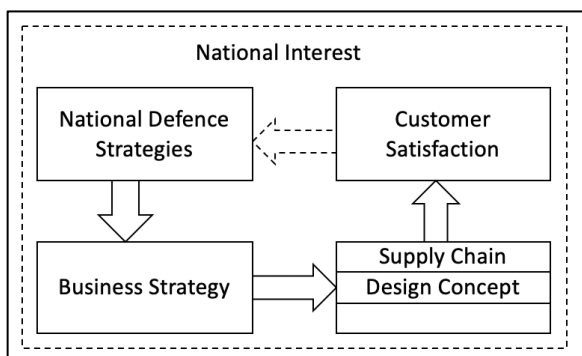 National Interest
National Defence
Strategies
Customer
Satisfaction
Business Strategy
Supply Chain
Design Concept